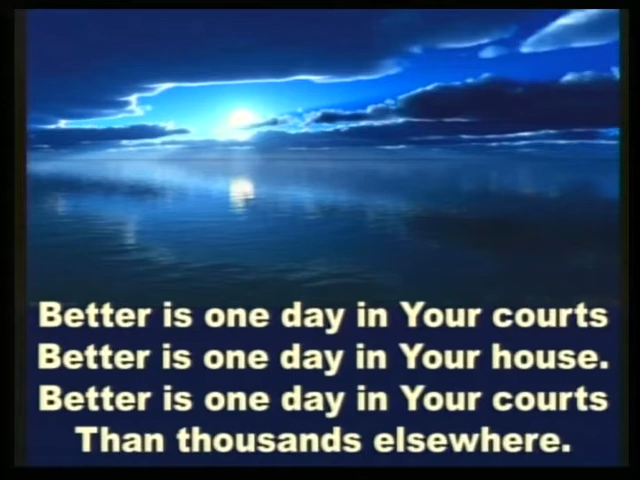 Better is one day in Your courts
Better is one day in Your house.
Better is one day in Your courts
Than thousands elsewhere.